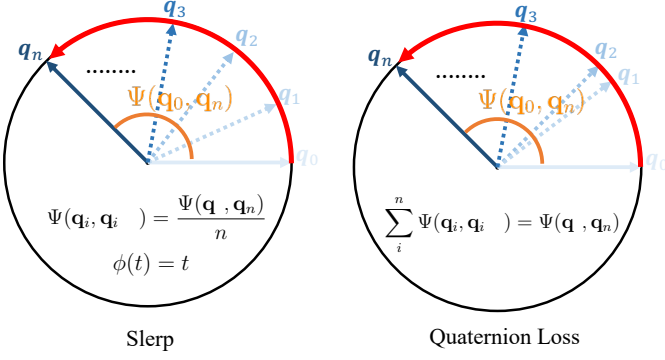 q₃
q₂
qₙ
........
q₁
Ψ(q₀, qₙ)
q₀
Ψ(qᵢ, qᵢ ) = Ψ(q , qₙ) / n
ϕ(t) = t
Slerp
q₃
q₂
qₙ
........
q₁
Ψ(q₀, qₙ)
q₀
∑ᵢⁿ Ψ(qᵢ, qᵢ ) = Ψ(q , qₙ)
Quaternion Loss